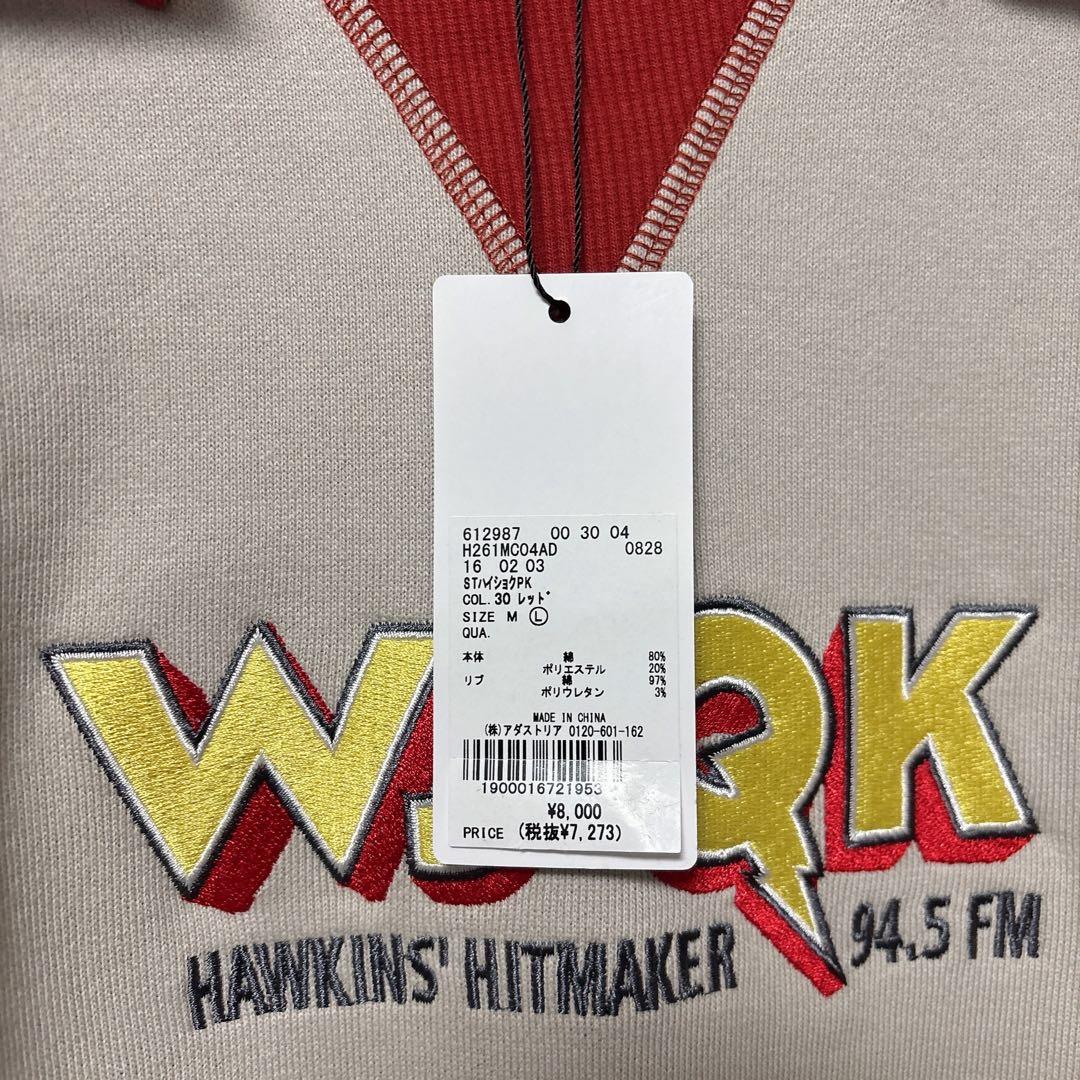 612987 00 30 04
H261MC04AD 0828
16 02 03
STﾊｲｼｮｸPK
COL.30 ﾚｯﾄﾞ
SIZE M Ⓛ
QUA.
本体 綿 80%
ポリエステル 20%
リブ 綿 97%
ポリウレタン 3%
MADE IN CHINA
(株)アダストリア 0120-601-162
1900016721953
¥8,000
PRICE (税抜¥7,273)
WSQK
HAWKINS' HITMAKER 94.5 FM